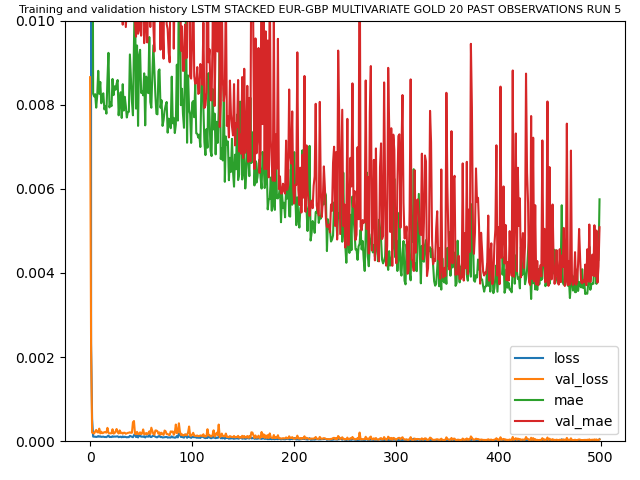 Training and validation history LSTM STACKED EUR-GBP MULTIVARIATE GOLD 20 PAST OBSERVATIONS RUN 5
0.010
0.008
0.006
0.004
0.002
0.000
loss
val_loss
mae
val_mae
0 100 200 300 400 500